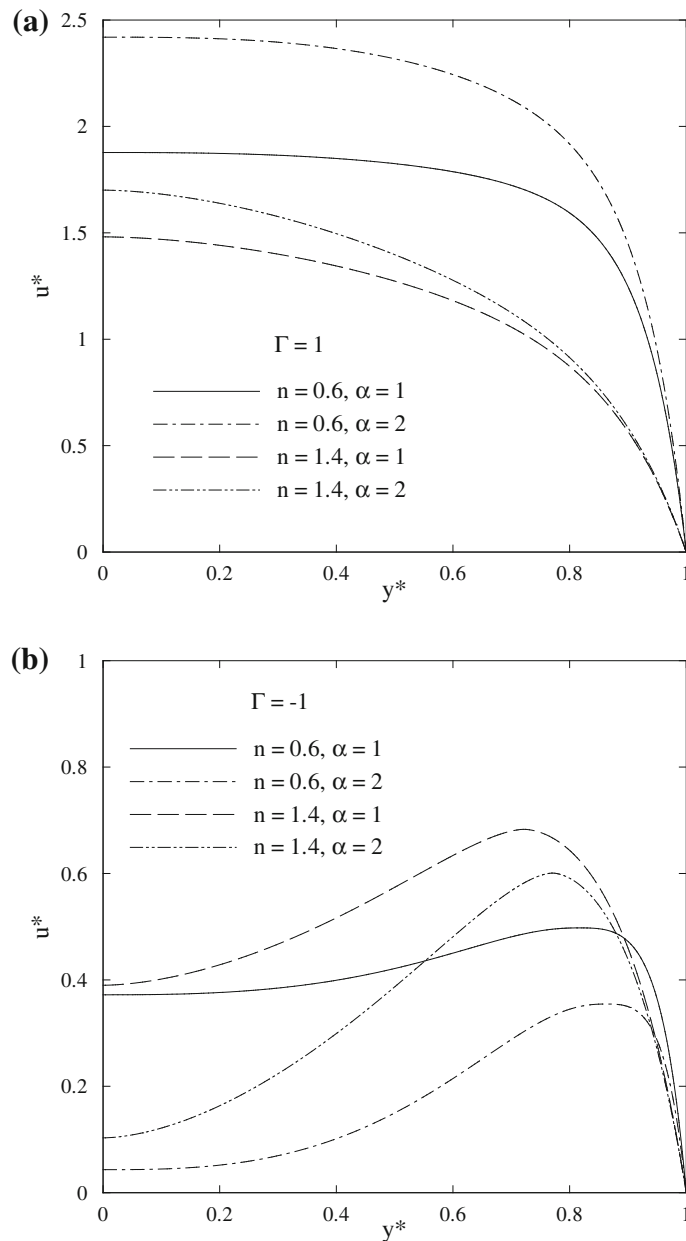 (a)
2.5
2
1.5
1
0.5
0
u*
Γ = 1
n = 0.6, α = 1
n = 0.6, α = 2
n = 1.4, α = 1
n = 1.4, α = 2
0 0.2 0.4 0.6 0.8 1
y*
(b)
1
0.8
0.6
0.4
0.2
0
u*
Γ = -1
n = 0.6, α = 1
n = 0.6, α = 2
n = 1.4, α = 1
n = 1.4, α = 2
0 0.2 0.4 0.6 0.8 1
y*